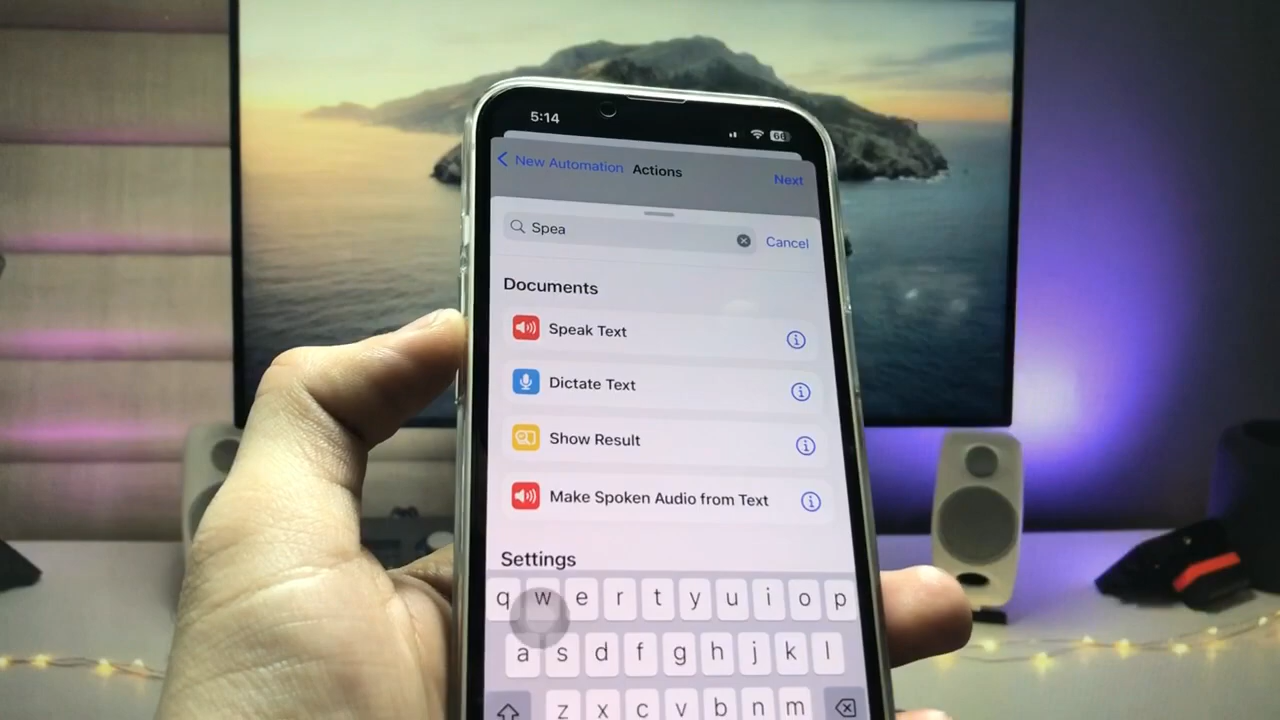 5:14
66
New Automation Actions Next
Spea Cancel
Documents
Speak Text
Dictate Text
Show Result
Make Spoken Audio from Text
Settings
q w e r t y u i o p
a s d f g h j k l
z x c v b n m